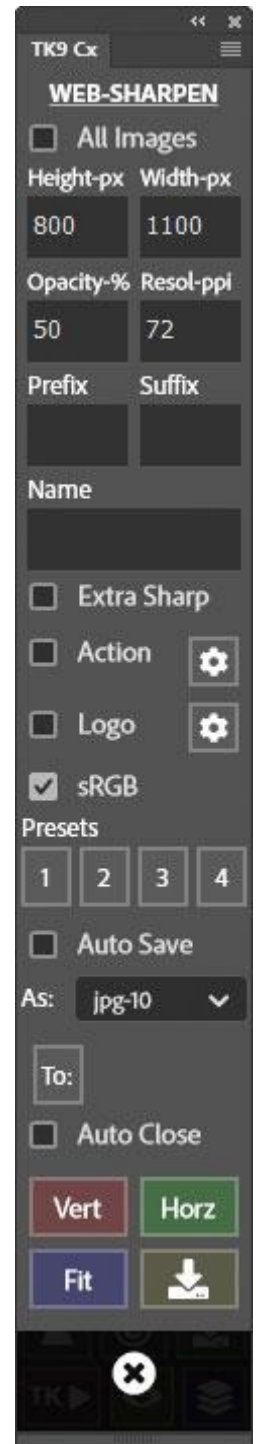 TK9 Cx
WEB-SHARPEN
All Images
Height-px Width-px
800 1100
Opacity-% Resol-ppi
50 72
Prefix Suffix
Name
Extra Sharp
Action
Logo
sRGB
Presets
1 2 3 4
Auto Save
As: jpg-10
To:
Auto Close
Vert Horz
Fit
TK